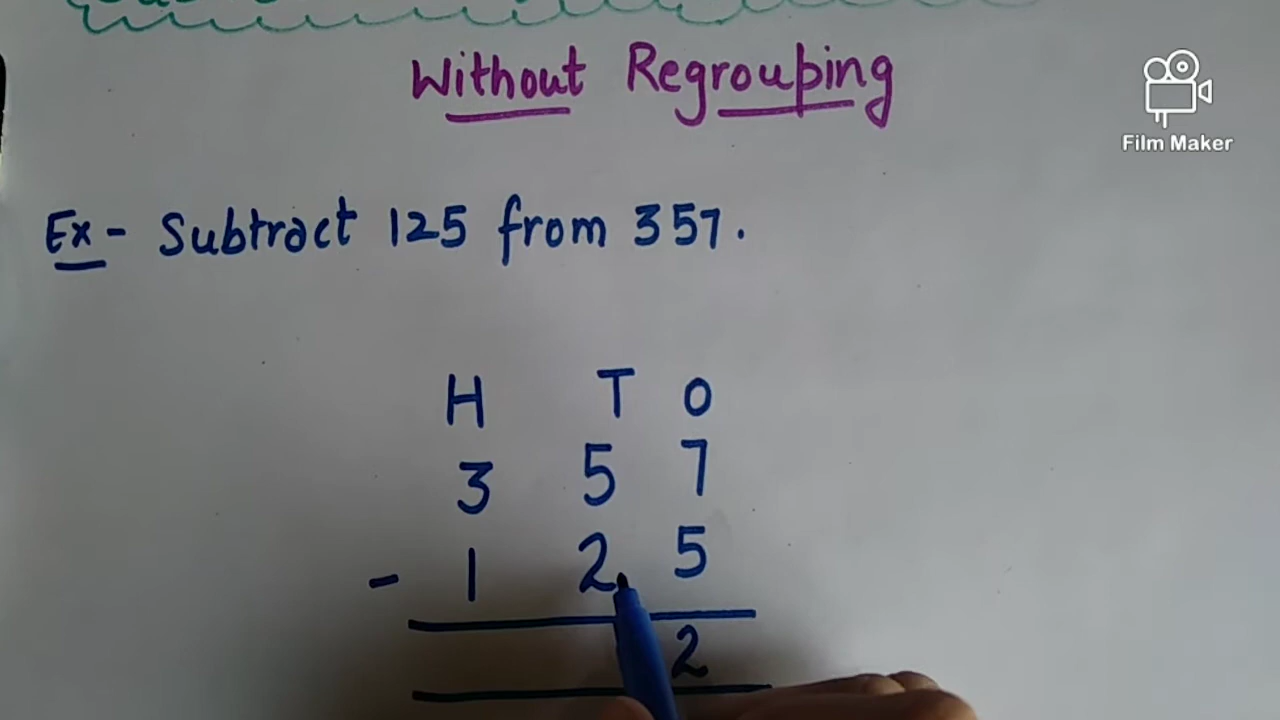 Without Regrouping
Film Maker
Ex- Subtract 125 from 357.
H T O
3 5 7
- 1 2 5
2